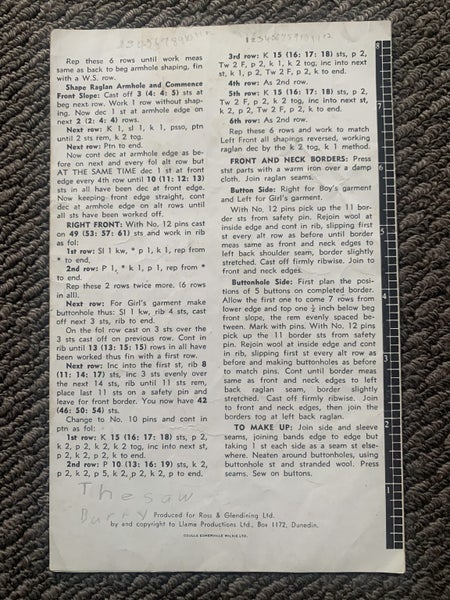 Rep these 6 rows until work meas
same as back to beg armhole shaping, fin
with a W.S. row.
Shape Raglan Armhole and Commence
Front Slope: Cast off 3 (4: 4: 5) sts at
beg next row. Work 1 row without shap-
ing. Now dec 1 st at armhole edge on
next 2 (2: 4: 4) rows.
Next row: K 1, sl 1, k 1, psso, ptn
until 2 sts rem, k 2 tog.
Next row: Ptn to end.
Now cont dec at armhole edge as be-
fore on next and every fol alt row but
AT THE SAME TIME dec 1 st at front
edge every 4th row until 10 (11: 12: 13)
sts in all have been dec at front edge.
Now keeping front edge straight, cont
dec at armhole edge on alt rows until
all sts have been worked off.
RIGHT FRONT: With No. 12 pins cast
on 49 (53: 57: 61) sts and work in rib
as fol:
1st row: Sl 1 kw, * p 1, k 1, rep from
* to end.
2nd row: P 1, * k 1, p 1, rep from *
to end.
Rep these 2 rows twice more. (6 rows
in all).
Next row: For Girl's garment make
buttonhole thus: Sl 1 kw, rib 4 sts, cast
off next 3 sts, rib to end.
On the fol row cast on 3 sts over the
3 sts cast off on previous row. Cont in
rib until 13 (13: 15: 15) rows in all have
been worked thus fin with a first row.
Next row: Inc into the first st, rib 8
(11: 14: 17) sts, inc 3 sts evenly over
the next 14 sts, rib until 11 sts rem,
place last 11 sts on a safety pin and
leave for front border. You now have 42
(46: 50: 54) sts.
Change to No. 10 pins and cont in
ptn as fol:
1st row: K 15 (16: 17: 18) sts, p 2,
k 2, p 2, k 2, k 2 tog, inc into next st,
p 2, k 2, p 2, k to end.
2nd row: P 10 (13: 16: 19) sts, k 2,
p 2, k 2, p 5, k 2, p 2, k 2, p to end.
3rd row: K 15 (16: 17: 18) sts, p 2,
Tw 2 F, p 2, k 1, k 2 tog, inc into next
st, k 1, p 2, Tw 2 F, p 2, k to end.
4th row: As 2nd row.
5th row: K 15 (16: 17: 18) sts, p 2,
Tw 2 F, p 2, k 2 tog, inc into next st,
k 2, p 2, Tw 2 F, p 2, k to end.
6th row: As 2nd row.
Rep these 6 rows and work to match
Left Front all shapings reversed, working
raglan dec by the k 2 tog, k 1 method.
FRONT AND NECK BORDERS: Press
stst parts with a warm iron over a damp
cloth. Join raglan seams.
Button Side: Right for Boy's garment
and Left for Girl's garment.
With No. 12 pins pick up the 11 bor-
der sts from safety pin. Rejoin wool at
inside edge and cont in rib, slipping first
st every alt row as before until border
meas same as front and neck edges to
left back shoulder seam, border slightly
stretched. Cast off firmly ribwise. Join to
front and neck edges.
Buttonhole Side: First plan the posi-
tions of 5 buttons on completed border.
Allow the first one to come 7 rows from
lower edge and top one ½ inch below beg
front slope, the rem evenly spaced be-
tween. Mark with pins. With No. 12 pins
pick up the 11 border sts from safety
pin. Rejoin wool at inside edge and cont
in rib, slipping first st every alt row as
before and making buttonholes as before
to match pins. Cont until border meas
same as front and neck edges to left
back raglan seam, border slightly
stretched. Cast off firmly ribwise. Join
to front and neck edges, then join the
borders tog at left back raglan.
TO MAKE UP: Join side and sleeve
seams, joining bands edge to edge but
taking 1 st each side as a seam st else-
where. Neaten around buttonholes, using
buttonhole st and stranded wool. Press
seams. Sew on buttons.
Thesaw
Produced for Ross & Glendining Ltd.
by and copyright to Llama Productions Ltd., Box 1172, Dunedin.
COULLS SOMERVILLE WILKIE LTD.
8
7
6
5
4
3
2
1